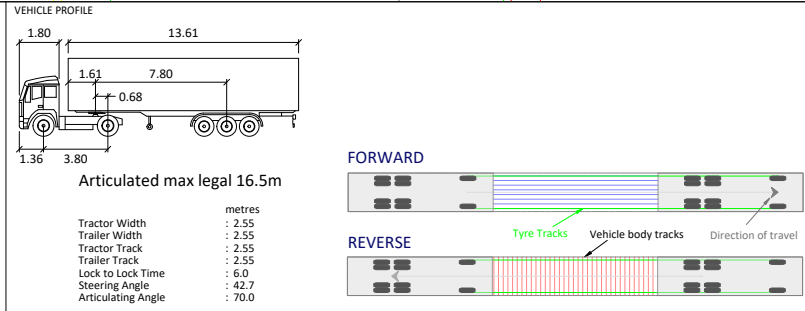 VEHICLE PROFILE
1.80
13.61
1.61
7.80
0.68
1.36
3.80
Articulated max legal 16.5m
metres
Tractor Width : 2.55
Trailer Width : 2.55
Tractor Track : 2.55
Trailer Track : 2.55
Lock to Lock Time : 6.0
Steering Angle : 42.7
Articulating Angle : 70.0
FORWARD
Tyre Tracks
Vehicle body tracks
Direction of travel
REVERSE